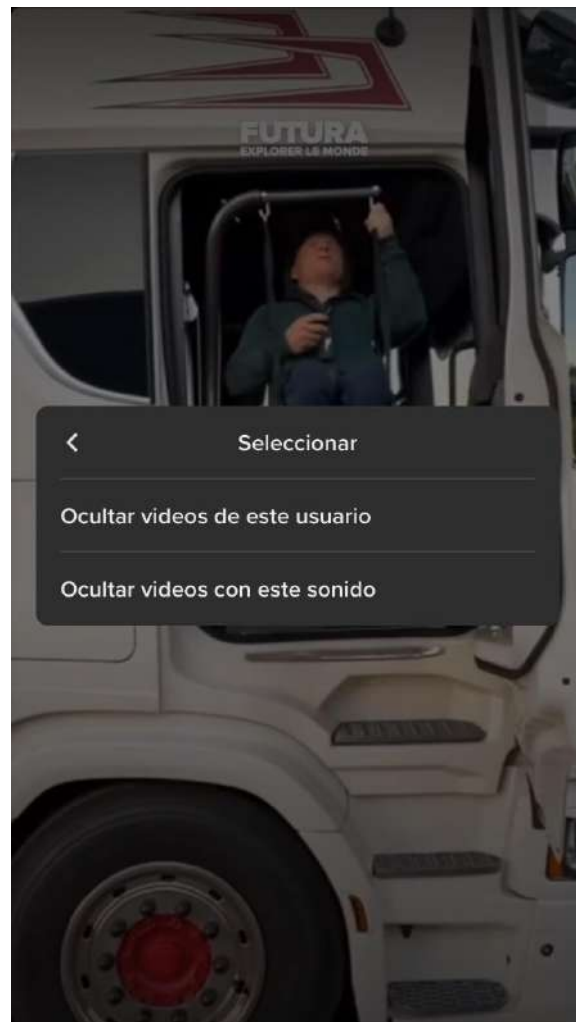 FUTURA
EXPLORER LE MONDE
Seleccionar
Ocultar videos de este usuario
Ocultar videos con este sonido